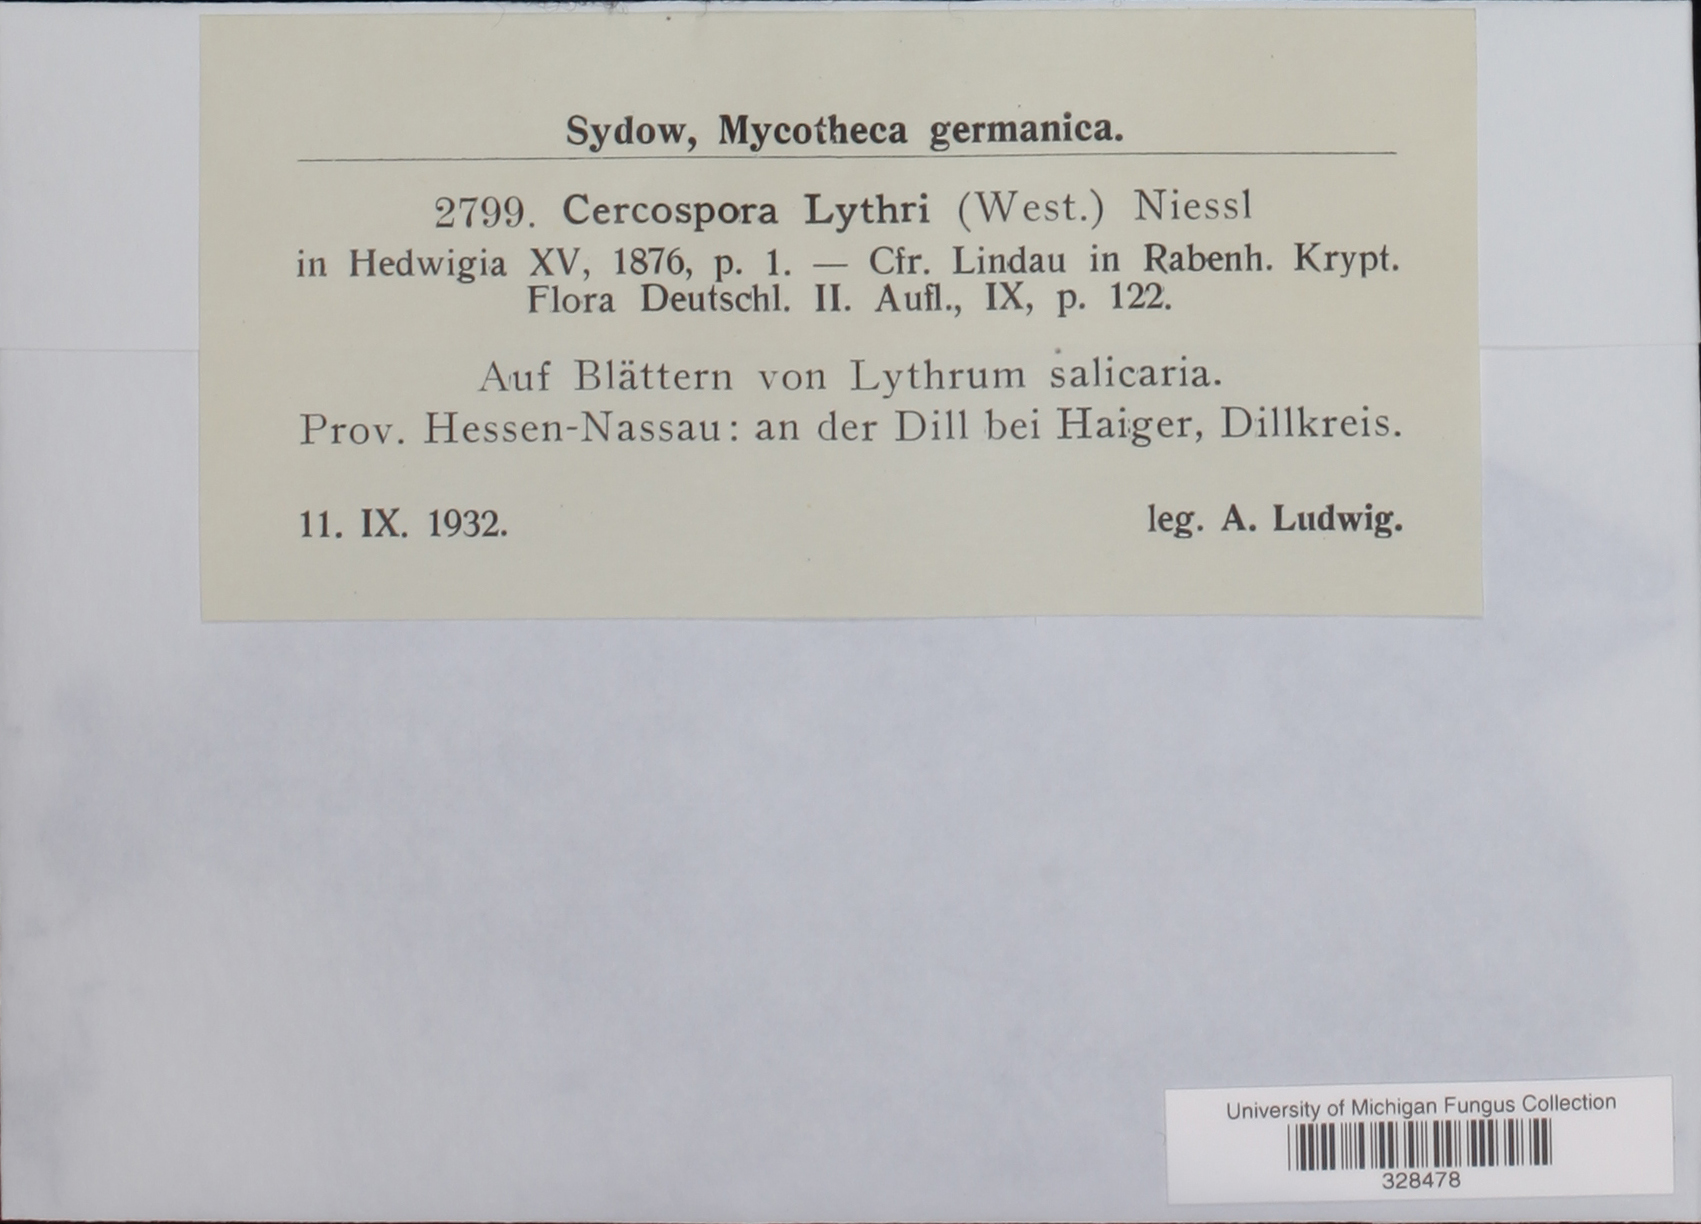 Sydow, Mycotheca germanica.
2799. Cercospora Lythri (West.) Niessl
in Hedwigia XV, 1876, p. 1. — Cfr. Lindau in Rabenh. Krypt.
Flora Deutschl. II. Aufl., IX, p. 122.
Auf Blättern von Lythrum salicaria.
Prov. Hessen-Nassau: an der Dill bei Haiger, Dillkreis.
11. IX. 1932. leg. A. Ludwig.
University of Michigan Fungus Collection
328478